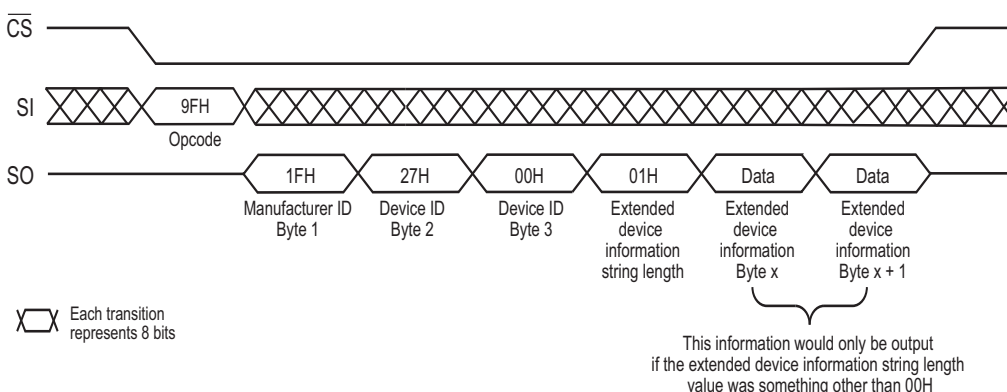 CS
SI
9FH
Opcode
SO
1FH
27H
00H
01H
Data
Data
Manufacturer ID
Byte 1
Device ID
Byte 2
Device ID
Byte 3
Extended
device
information
string length
Extended
device
information
Byte x
Extended
device
information
Byte x + 1
Each transition
represents 8 bits
This information would only be output
if the extended device information string length
value was something other than 00H